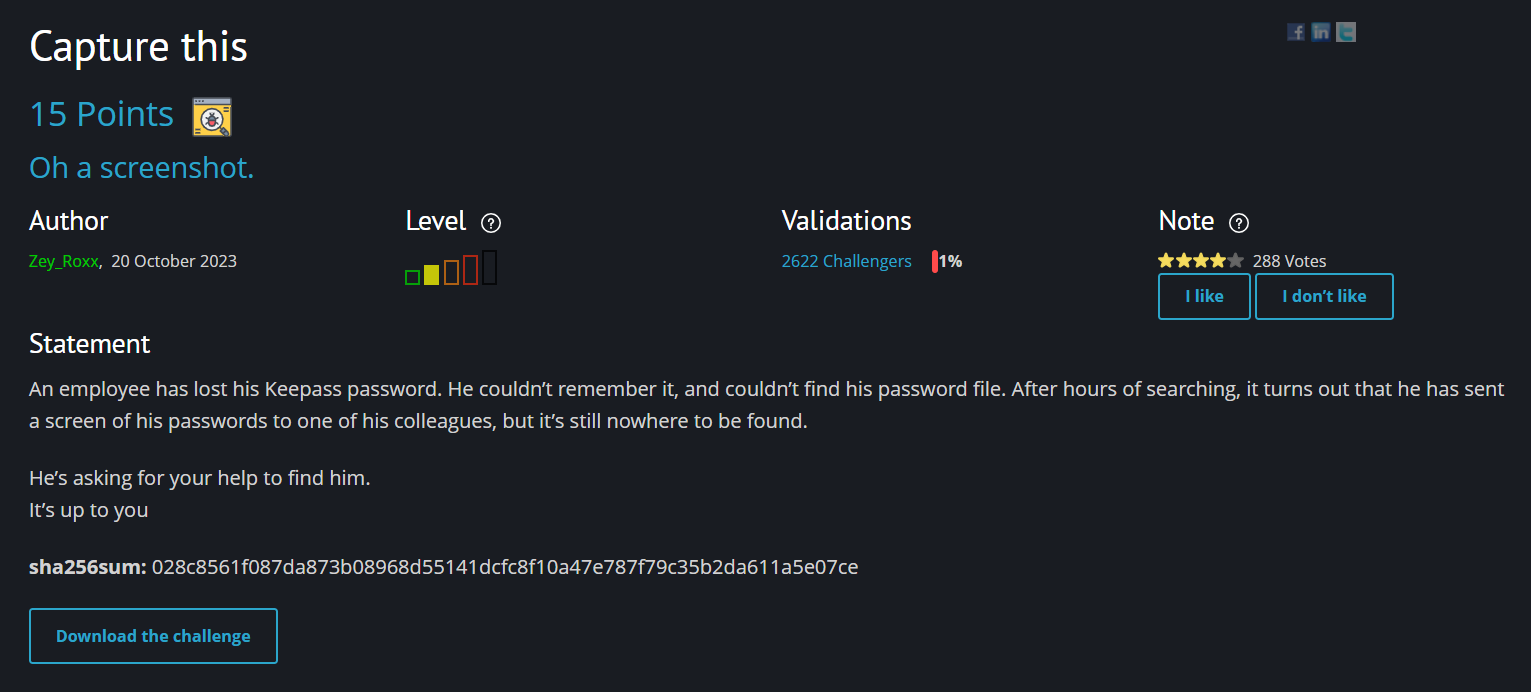 Capture this
15 Points
Oh a screenshot.
Author
Level ?
Validations
Note ?
Zey_Roxx, 20 October 2023
2622 Challengers 1%
288 Votes
I like
I don’t like
Statement
An employee has lost his Keepass password. He couldn’t remember it, and couldn’t find his password file. After hours of searching, it turns out that he has sent
a screen of his passwords to one of his colleagues, but it’s still nowhere to be found.
He’s asking for your help to find him.
It’s up to you
sha256sum: 028c8561f087da873b08968d55141dcfc8f10a47e787f79c35b2da611a5e07ce
Download the challenge